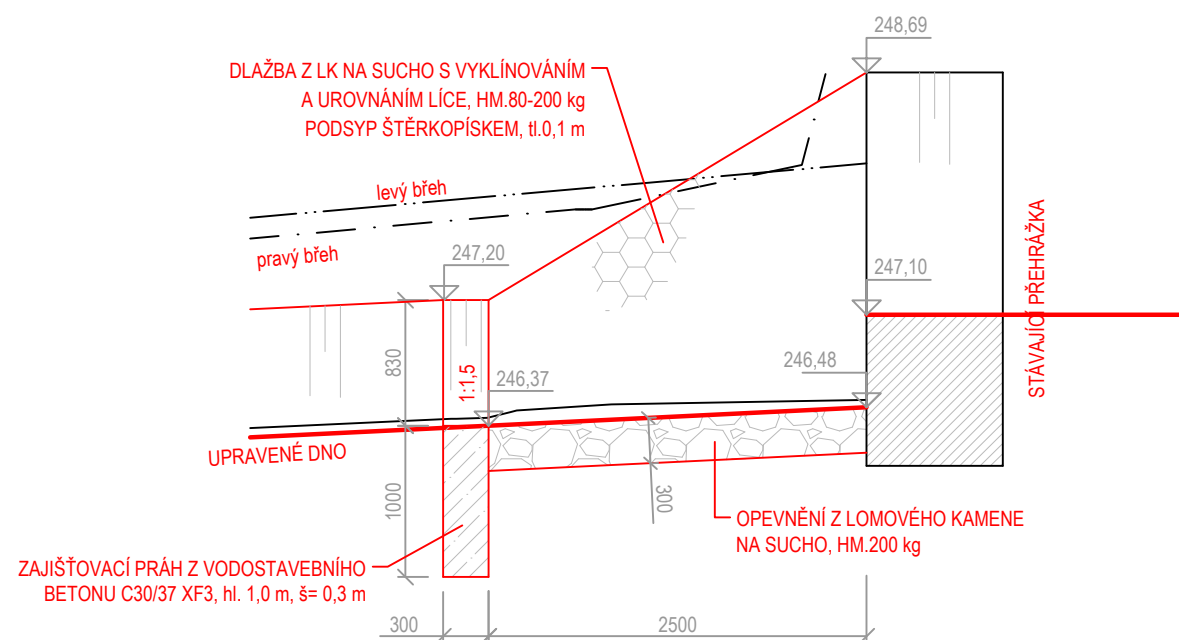 248,69
DLAŽBA Z LK NA SUCHO S VYKLÍNOVÁNÍM
A UROVNÁNÍM LÍCE, HM.80-200 kg
PODSYP ŠTĚRKOPÍSKEM, tl.0,1 m
levý břeh
pravý břeh
247,20
247,10
STÁVAJÍCÍ PŘEHRÁŽKA
830
1:1,5
246,37
246,48
UPRAVENÉ DNO
1000
300
OPEVNĚNÍ Z LOMOVÉHO KAMENE
NA SUCHO, HM.200 kg
ZAJIŠŤOVACÍ PRÁH Z VODOSTAVEBNÍHO
BETONU C30/37 XF3, hl. 1,0 m, š= 0,3 m
300
2500